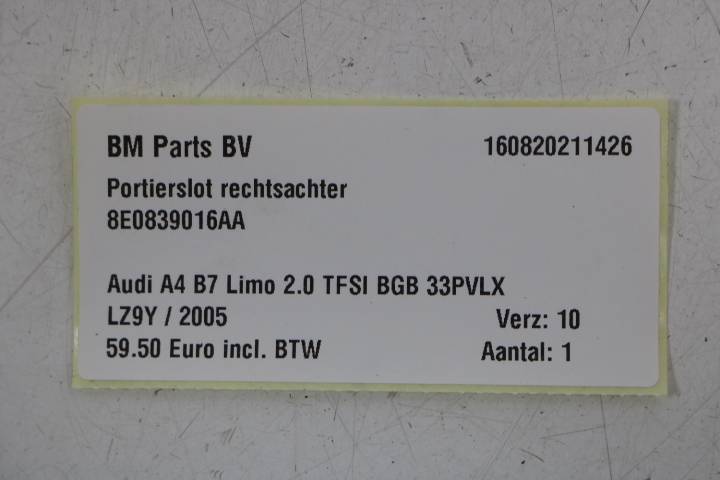 BM Parts BV 160820211426
Portierslot rechtsachter
8E0839016AA
Audi A4 B7 Limo 2.0 TFSI BGB 33PVLX
LZ9Y / 2005 Verz: 10
59.50 Euro incl. BTW Aantal: 1